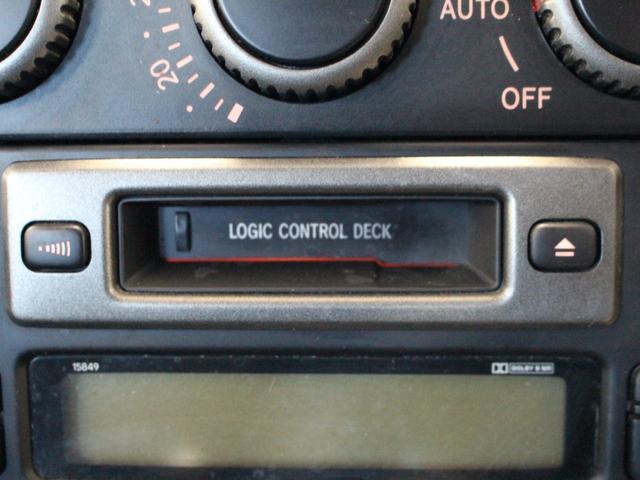 AUTO
20
OFF
LOGIC CONTROL DECK
15849
DOLBY B NR